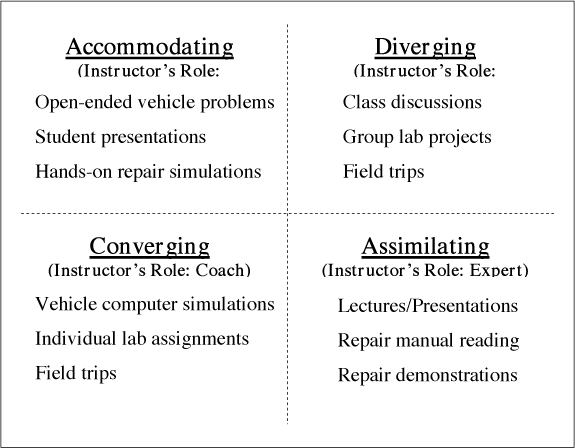 Accommodating
(Instructor's Role:
Open-ended vehicle problems
Student presentations
Hands-on repair simulations
Diverging
(Instructor's Role:
Class discussions
Group lab projects
Field trips
Converging
(Instructor's Role: Coach)
Vehicle computer simulations
Individual lab assignments
Field trips
Assimilating
(Instructor's Role: Expert)
Lectures/Presentations
Repair manual reading
Repair demonstrations